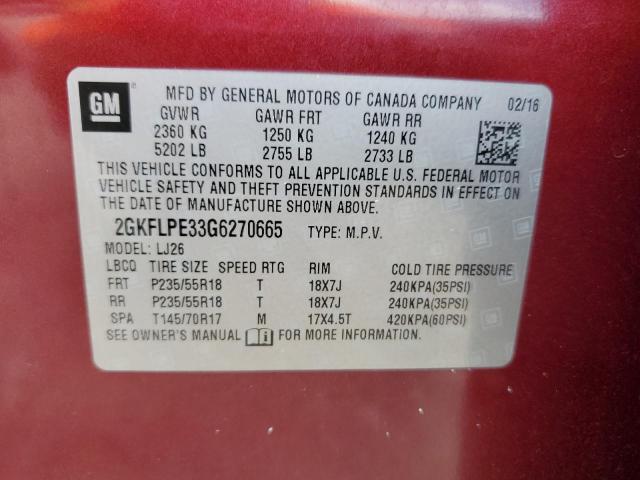 GM
MFD BY GENERAL MOTORS OF CANADA COMPANY 02/16
GVWR GAWR FRT GAWR RR
2360 KG 1250 KG 1240 KG
5202 LB 2755 LB 2733 LB
THIS VEHICLE CONFORMS TO ALL APPLICABLE U.S. FEDERAL MOTOR
VEHICLE SAFETY AND THEFT PREVENTION STANDARDS IN EFFECT ON
THE DATE OF MANUFACTURE SHOWN ABOVE.
2GKFLPE33G6270665 TYPE: M.P.V.
MODEL: LJ26
LBCQ TIRE SIZE SPEED RTG RIM COLD TIRE PRESSURE
FRT P235/55R18 T 18X7J 240KPA(35PSI)
RR P235/55R18 T 18X7J 240KPA(35PSI)
SPA T145/70R17 M 17X4.5T 420KPA(60PSI)
SEE OWNER'S MANUAL FOR MORE INFORMATION